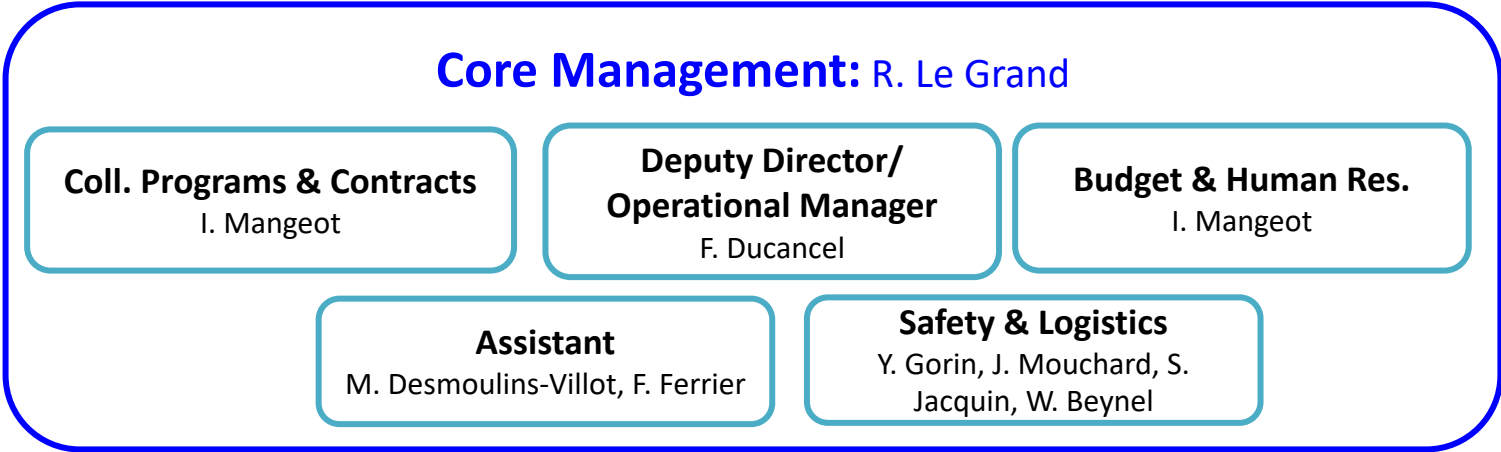 Core Management: R. Le Grand
Coll. Programs & Contracts
I. Mangeot
Deputy Director/
Operational Manager
F. Ducancel
Budget & Human Res.
I. Mangeot
Assistant
M. Desmoulins-Villot, F. Ferrier
Safety & Logistics
Y. Gorin, J. Mouchard, S.
Jacquin, W. Beynel